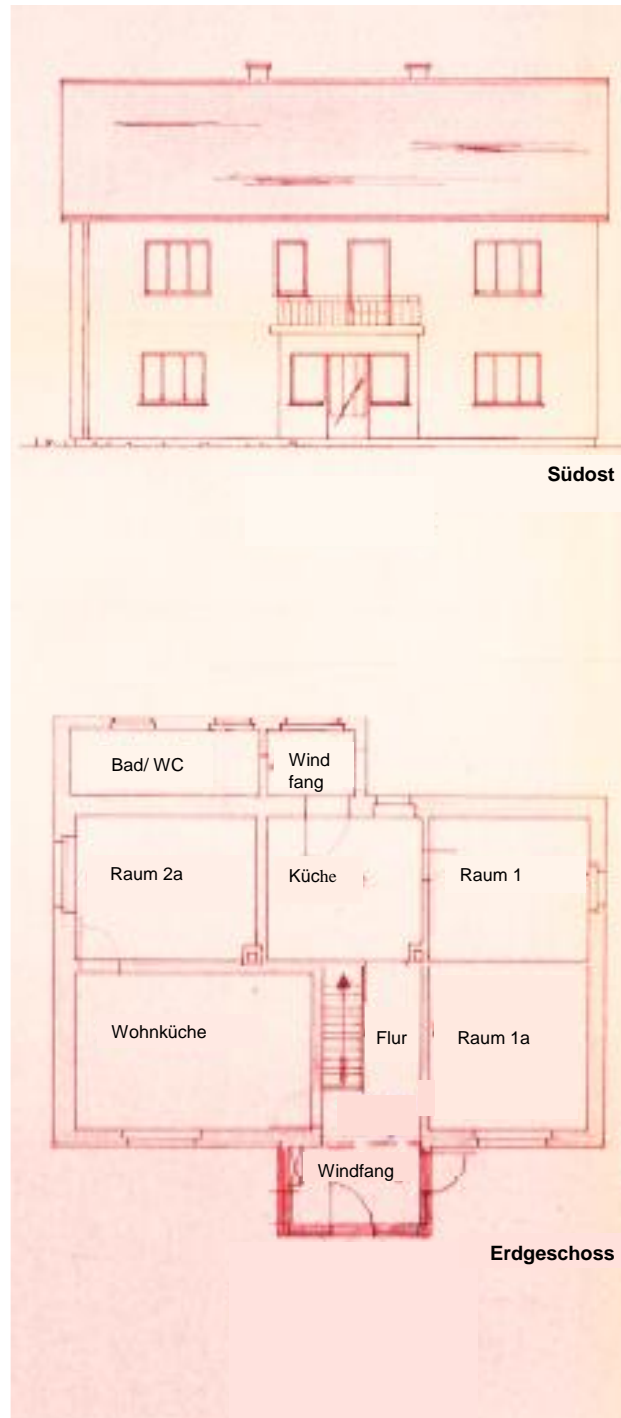 Südost
Bad/ WC
Wind
fang
Raum 2a
Küche
Raum 1
Wohnküche
Flur
Raum 1a
Windfang
Erdgeschoss